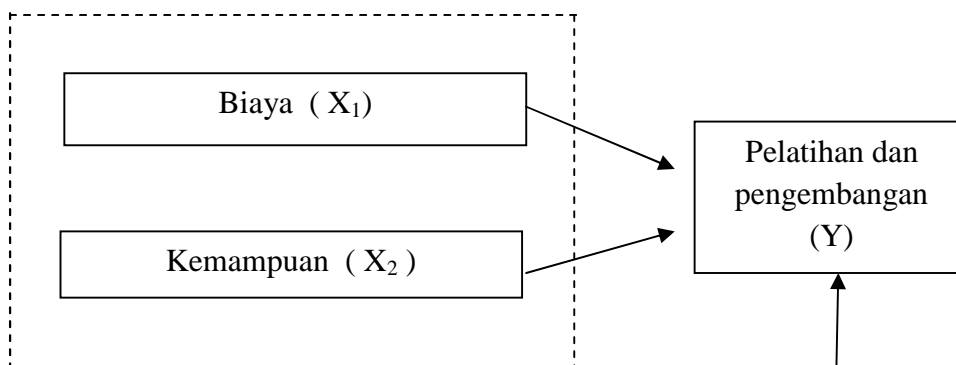 Biaya ( X₁)
Kemampuan ( X₂ )
Pelatihan dan
pengembangan
(Y)